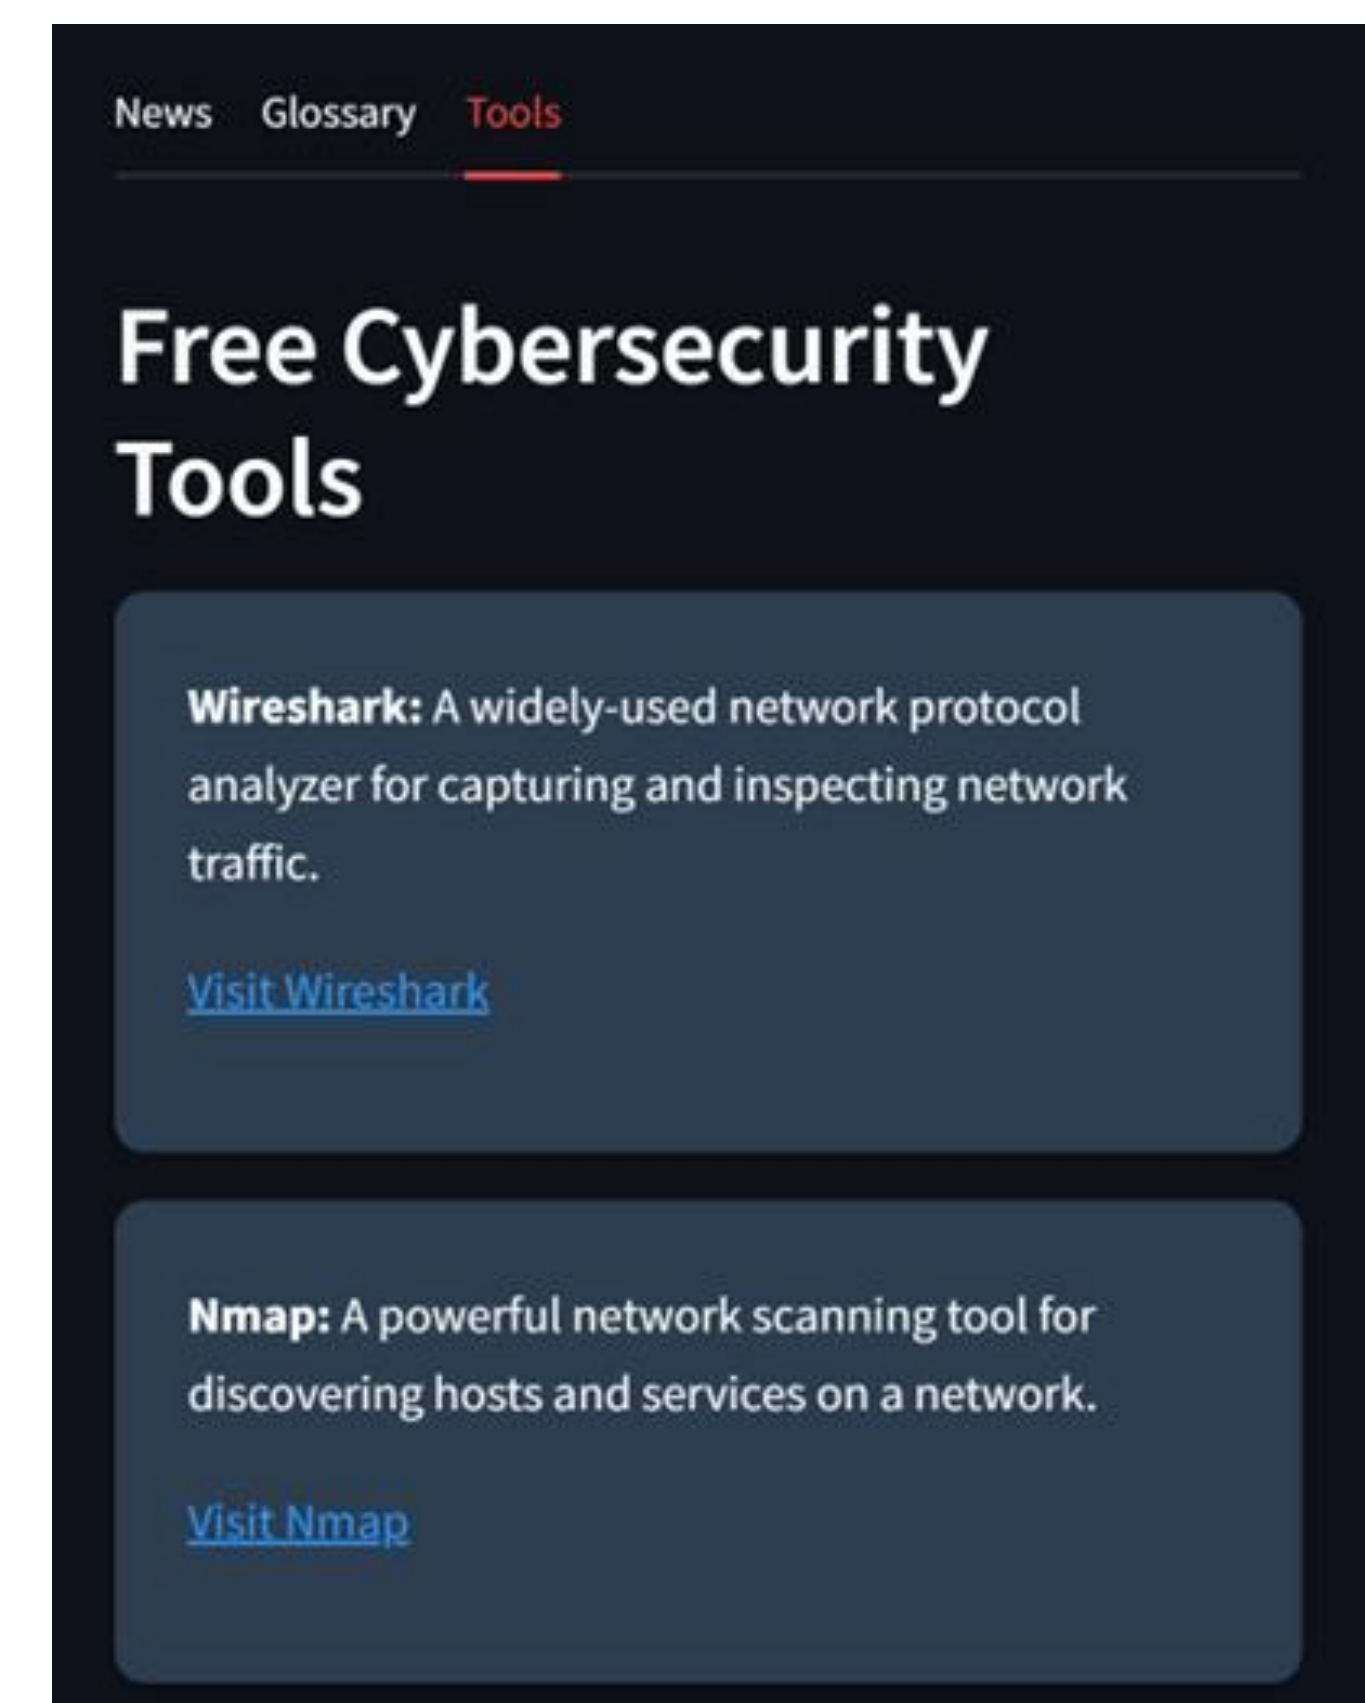 News Glossary Tools
Free Cybersecurity
Tools
Wireshark: A widely-used network protocol
analyzer for capturing and inspecting network
traffic.
Visit Wireshark
Nmap: A powerful network scanning tool for
discovering hosts and services on a network.
Visit Nmap